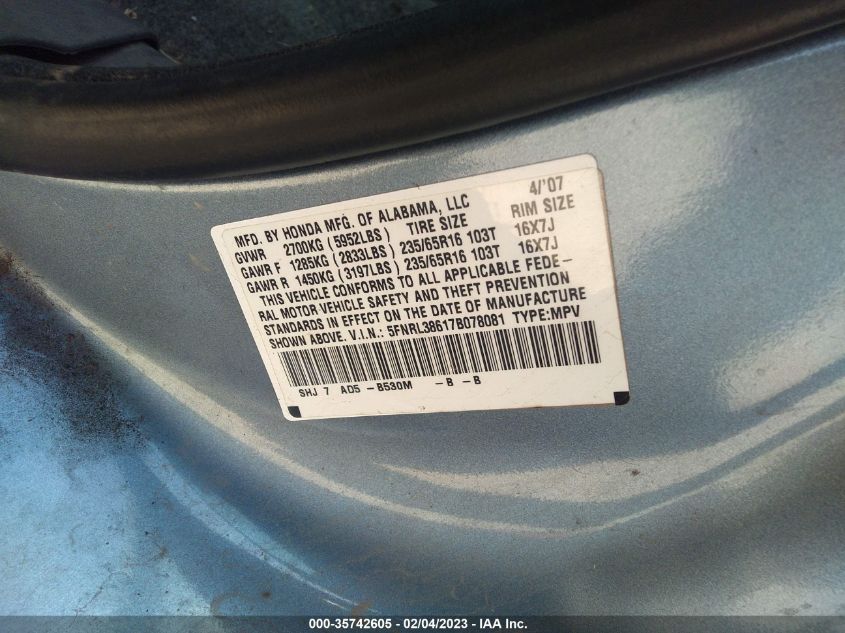 MFD. BY HONDA MFG. OF ALABAMA, LLC 4/'07
GVWR 2700KG (5952LBS) TIRE SIZE RIM SIZE
GAWR F 1285KG (2833LBS) 235/65R16 103T 16X7J
GAWR R 1450KG (3197LBS) 235/65R16 103T 16X7J
THIS VEHICLE CONFORMS TO ALL APPLICABLE FEDE-
RAL MOTOR VEHICLE SAFETY AND THEFT PREVENTION
STANDARDS IN EFFECT ON THE DATE OF MANUFACTURE
SHOWN ABOVE. V.I.N.: 5FNRL38617B078081 TYPE:MPV
SHJ 7 AD5 -B530M -B -B
000-35742605 - 02/04/2023 - IAA Inc.